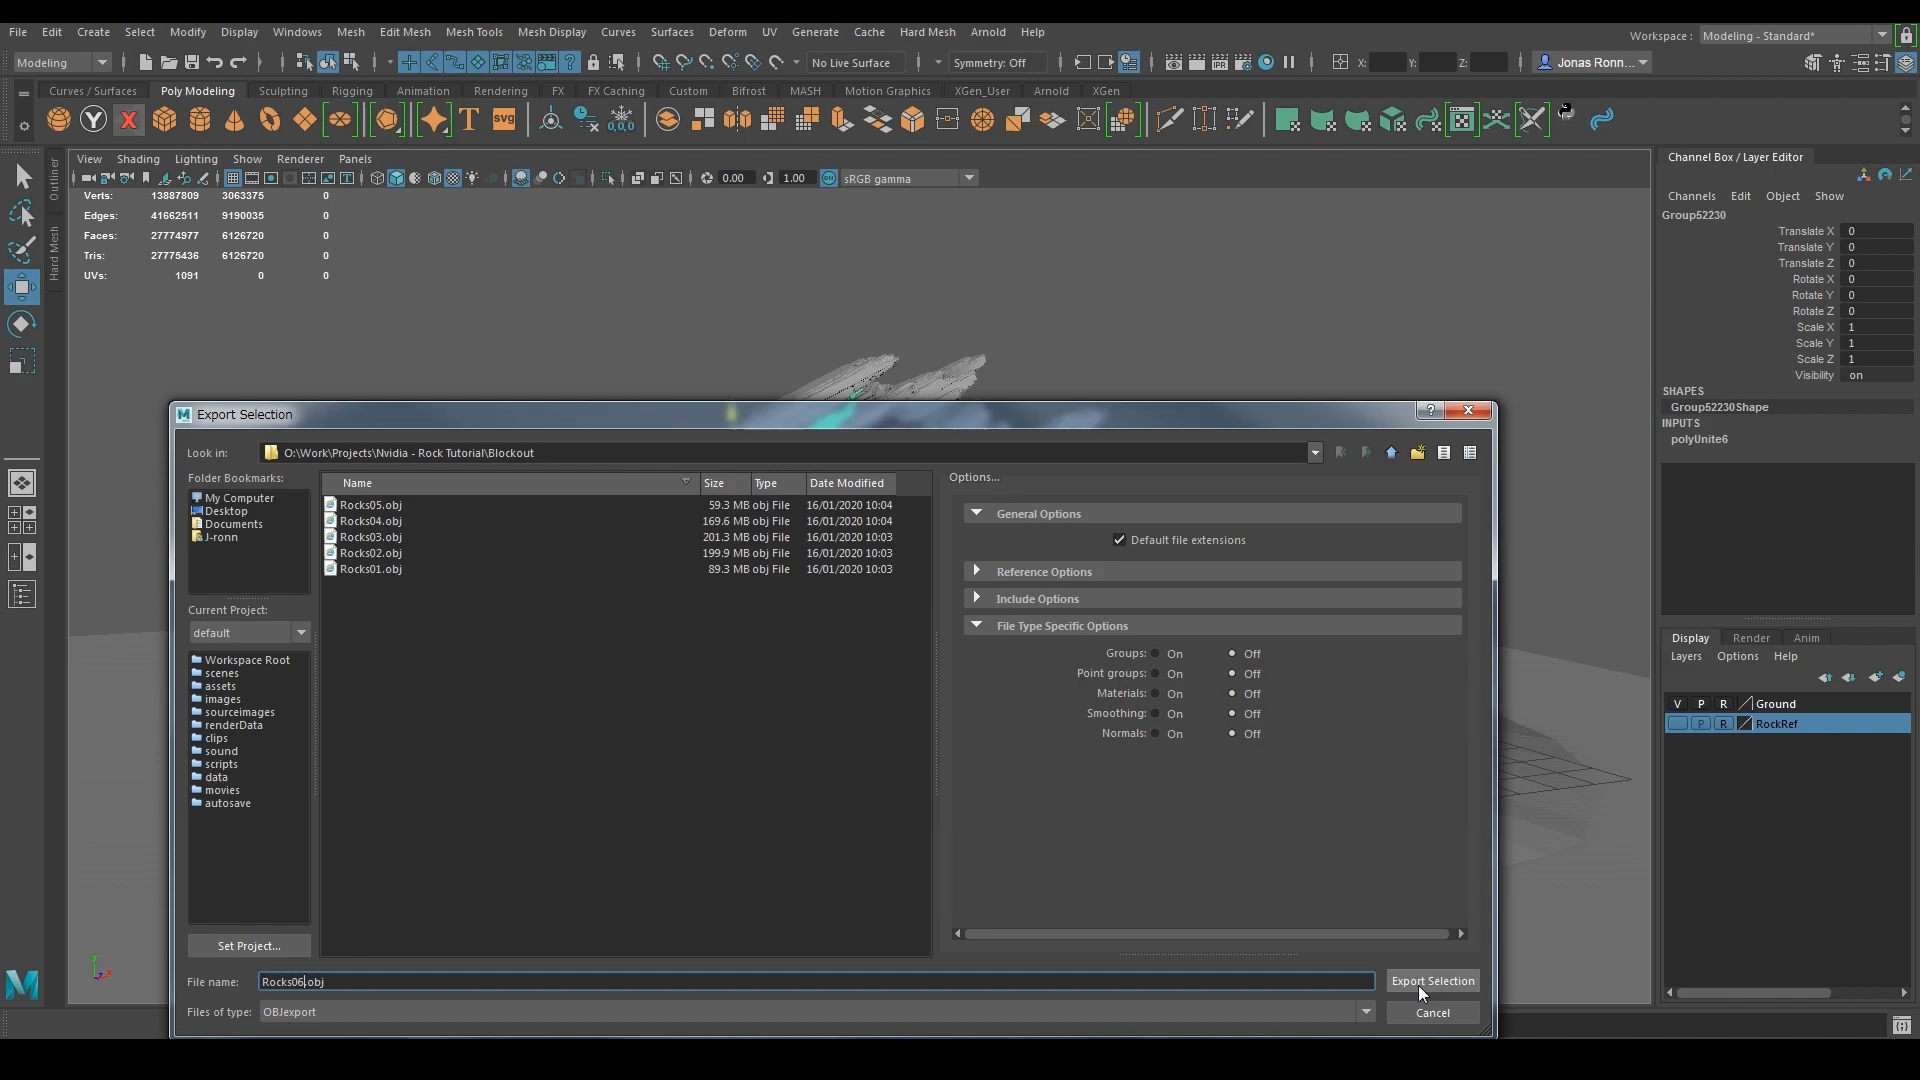 File Edit Create Select Modify Display Windows Mesh Edit Mesh Mesh Tools Mesh Display Curves Surfaces Deform UV Generate Cache Hard Mesh Arnold Help
Workspace : Modeling - Standard*
Modeling No Live Surface Symmetry: Off X: Y: Z: Jonas Ronn...
Curves / Surfaces Poly Modeling Sculpting Rigging Animation Rendering FX FX Caching Custom Bifrost MASH Motion Graphics XGen_User Arnold XGen
svg 0,0,0
View Shading Lighting Show Renderer Panels
0.00 1.00 ON sRGB gamma
Outliner
Hard Mesh
Verts: 13887809 3063375 0
Edges: 41662511 9190035 0
Faces: 27774977 6126720 0
Tris: 27775436 6126720 0
UVs: 1091 0 0
Export Selection
Look in: O:\Work\Projects\Nvidia - Rock Tutorial\Blockout
Folder Bookmarks:
My Computer
Desktop
Documents
J-ronn
Current Project:
default
Workspace Root
scenes
assets
images
sourceimages
renderData
clips
sound
scripts
data
movies
autosave
Set Project...
Name Size Type Date Modified
Rocks05.obj 59.3 MB obj File 16/01/2020 10:04
Rocks04.obj 169.6 MB obj File 16/01/2020 10:04
Rocks03.obj 201.3 MB obj File 16/01/2020 10:03
Rocks02.obj 199.9 MB obj File 16/01/2020 10:03
Rocks01.obj 89.3 MB obj File 16/01/2020 10:03
Options...
General Options
Default file extensions
Reference Options
Include Options
File Type Specific Options
Groups: On Off
Point groups: On Off
Materials: On Off
Smoothing: On Off
Normals: On Off
File name: Rocks06.obj Export Selection
Files of type: OBJexport Cancel
Channel Box / Layer Editor
Channels Edit Object Show
Group52230
Translate X 0
Translate Y 0
Translate Z 0
Rotate X 0
Rotate Y 0
Rotate Z 0
Scale X 1
Scale Y 1
Scale Z 1
Visibility on
SHAPES
Group52230Shape
INPUTS
polyUnite6
Display Render Anim
Layers Options Help
V P R Ground
P R RockRef